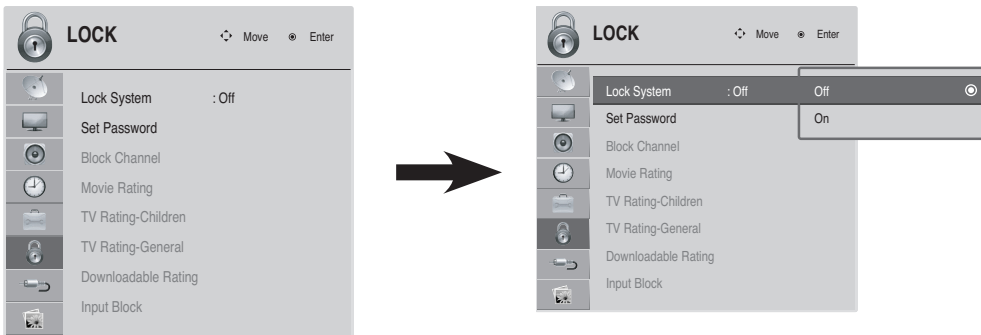 LOCK
Move Enter
Lock System : Off
Set Password
Block Channel
Movie Rating
TV Rating-Children
TV Rating-General
Downloadable Rating
Input Block
LOCK
Move Enter
Lock System : Off Off
Set Password On
Block Channel
Movie Rating
TV Rating-Children
TV Rating-General
Downloadable Rating
Input Block